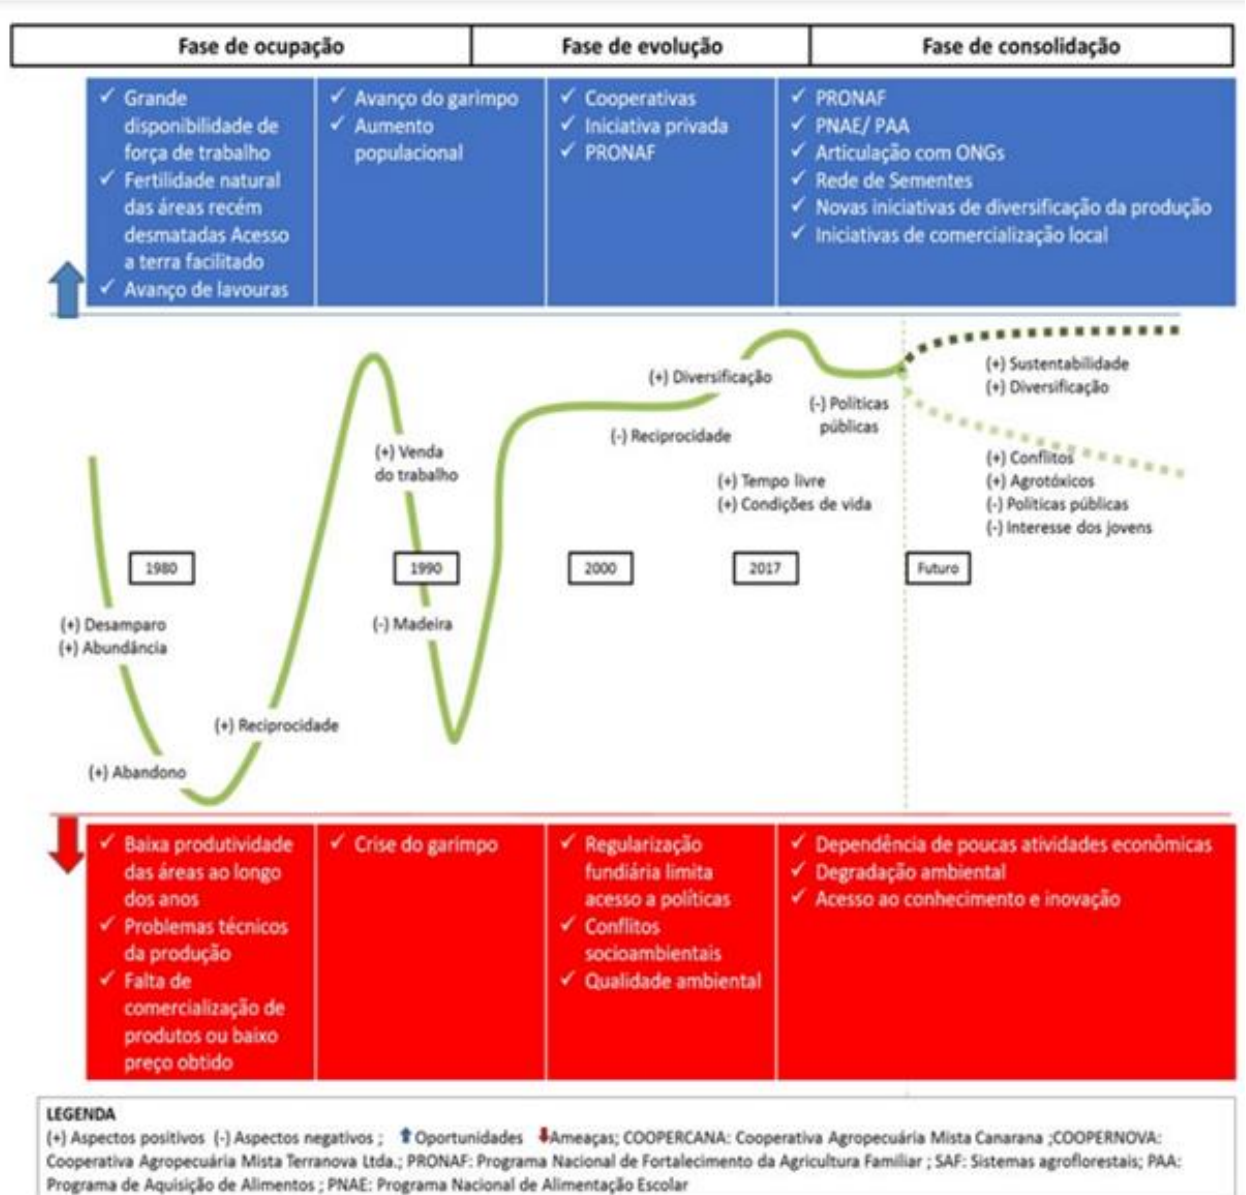 Fase de ocupação
Fase de evolução
Fase de consolidação
✓ Grande
disponibilidade de
força de trabalho
✓ Fertilidade natural
das áreas recém
desmatadas Acesso
a terra facilitado
✓ Avanço de lavouras
✓ Avanço do garimpo
✓ Aumento
populacional
✓ Cooperativas
✓ Iniciativa privada
✓ PRONAF
✓ PRONAF
✓ PNAE/ PAA
✓ Articulação com ONGs
✓ Rede de Sementes
✓ Novas iniciativas de diversificação da produção
✓ Iniciativas de comercialização local
(+) Diversificação
(+) Sustentabilidade
(+) Diversificação
(-) Políticas
públicas
(-) Reciprocidade
(+) Venda
do trabalho
(+) Tempo livre
(+) Condições de vida
(+) Conflitos
(+) Agrotóxicos
(-) Políticas públicas
(-) Interesse dos jovens
1980
1990
2000
2017
Futuro
(+) Desamparo
(+) Abundância
(-) Madeira
(+) Reciprocidade
(+) Abandono
✓ Baixa produtividade
das áreas ao longo
dos anos
✓ Problemas técnicos
da produção
✓ Falta de
comercialização de
produtos ou baixo
preço obtido
✓ Crise do garimpo
✓ Regularização
fundiária limita
acesso a políticas
✓ Conflitos
socioambientais
✓ Qualidade ambiental
✓ Dependência de poucas atividades econômicas
✓ Degradação ambiental
✓ Acesso ao conhecimento e inovação
LEGENDA
(+) Aspectos positivos (-) Aspectos negativos ; Oportunidades Ameaças; COOPERCANA: Cooperativa Agropecuária Mista Canarana ;COOPERNOVA:
Cooperativa Agropecuária Mista Terranova Ltda.; PRONAF: Programa Nacional de Fortalecimento da Agricultura Familiar ; SAF: Sistemas agroflorestais; PAA:
Programa de Aquisição de Alimentos ; PNAE: Programa Nacional de Alimentação Escolar